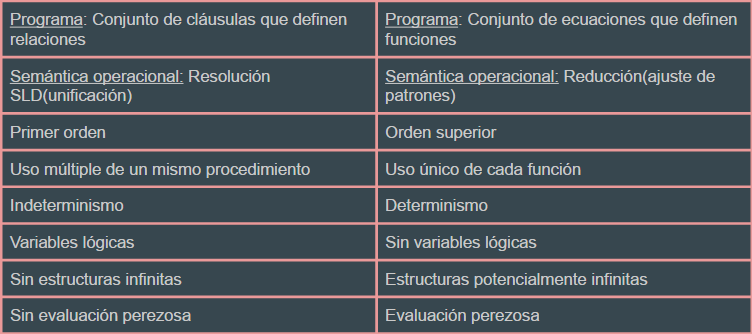 Programa: Conjunto de cláusulas que definen
relaciones
Programa: Conjunto de ecuaciones que definen
funciones
Semántica operacional: Resolución
SLD(unificación)
Semántica operacional: Reducción(ajuste de
patrones)
Primer orden
Orden superior
Uso múltiple de un mismo procedimiento
Uso único de cada función
Indeterminismo
Determinismo
Variables lógicas
Sin variables lógicas
Sin estructuras infinitas
Estructuras potencialmente infinitas
Sin evaluación perezosa
Evaluación perezosa